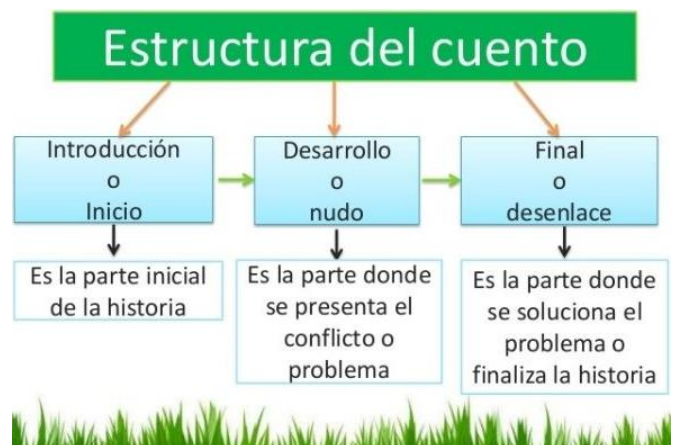 Estructura del cuento
Introducción
o
Inicio
Desarrollo
o
nudo
Final
o
desenlace
Es la parte inicial
de la historia
Es la parte donde
se presenta el
conflicto o
problema
Es la parte donde
se soluciona el
problema o
finaliza la historia